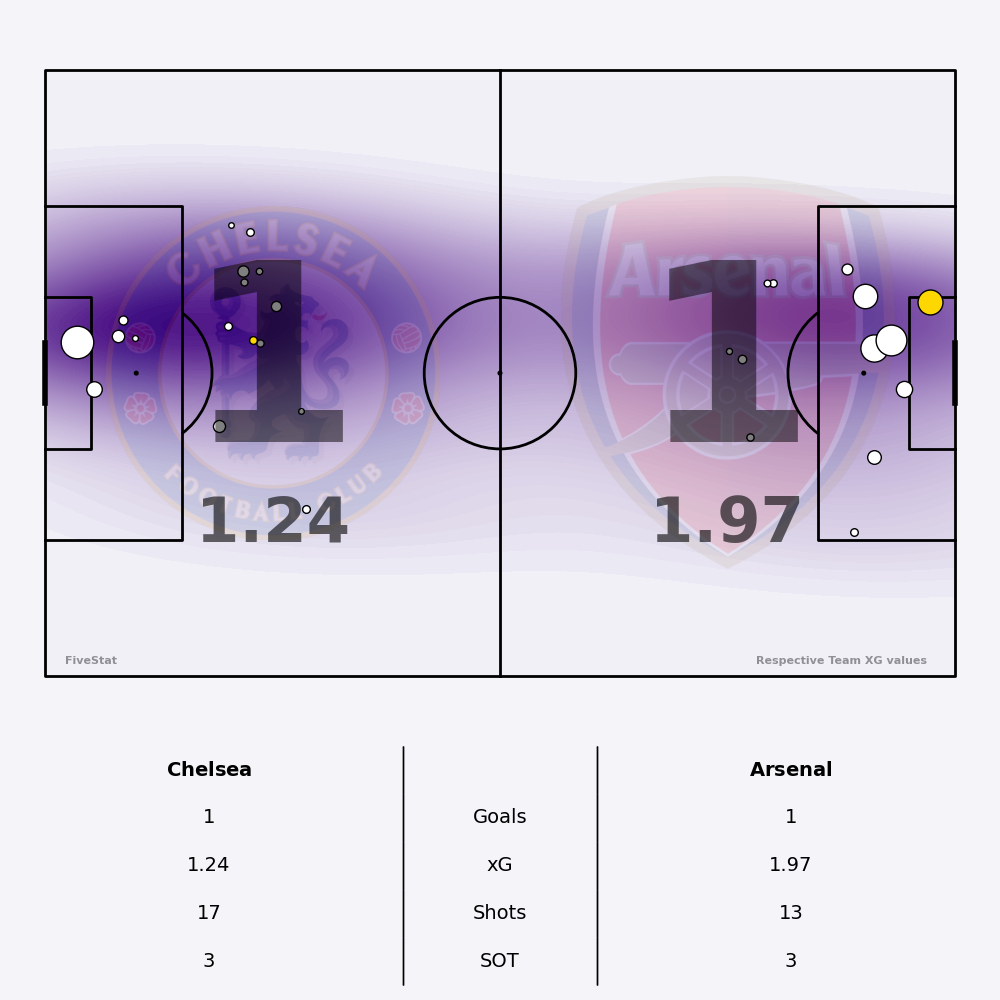 CHELSEA
FOOTBALL CLUB
Arsenal
1 1
1.24 1.97
FiveStat Respective Team XG values
Chelsea Arsenal
1 Goals 1
1.24 xG 1.97
17 Shots 13
3 SOT 3